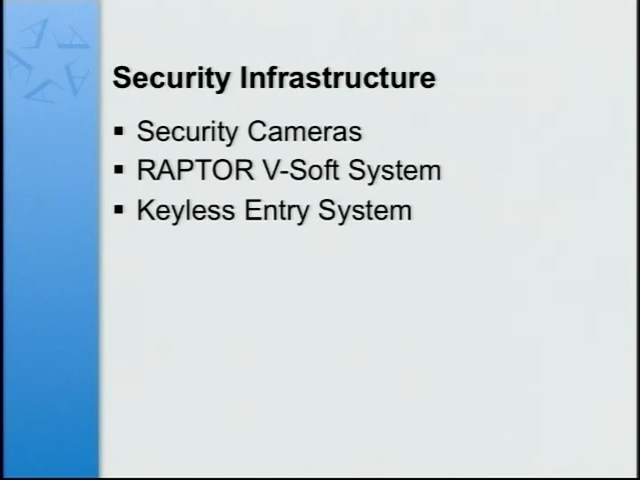 Security Infrastructure
▪ Security Cameras
▪ RAPTOR V-Soft System
▪ Keyless Entry System